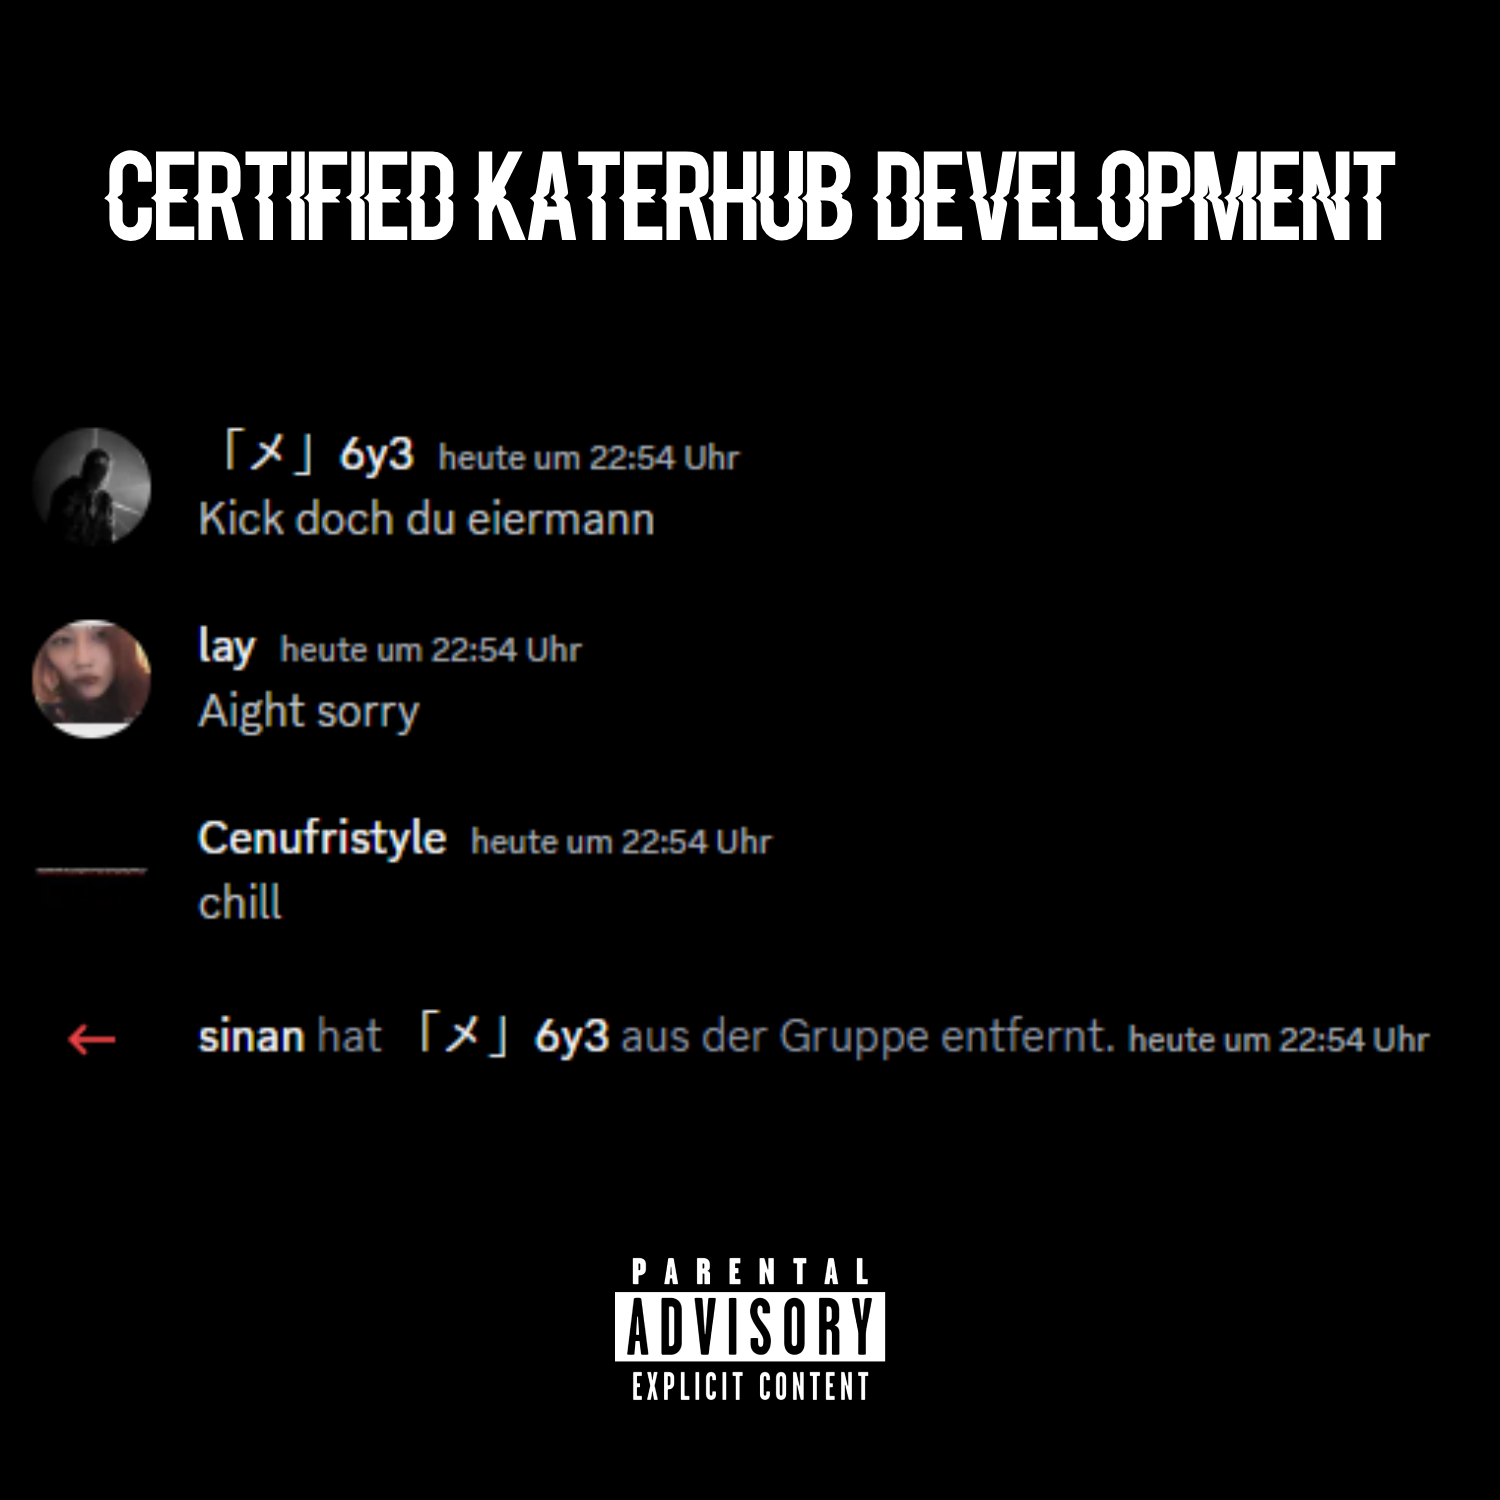 CERTIFIED KATERHUB DEVELOPMENT
「メ」 6y3 heute um 22:54 Uhr
Kick doch du eiermann
lay heute um 22:54 Uhr
Aight sorry
Cenufristyle heute um 22:54 Uhr
chill
sinan hat 「メ」 6y3 aus der Gruppe entfernt. heute um 22:54 Uhr
PARENTAL
ADVISORY
EXPLICIT CONTENT